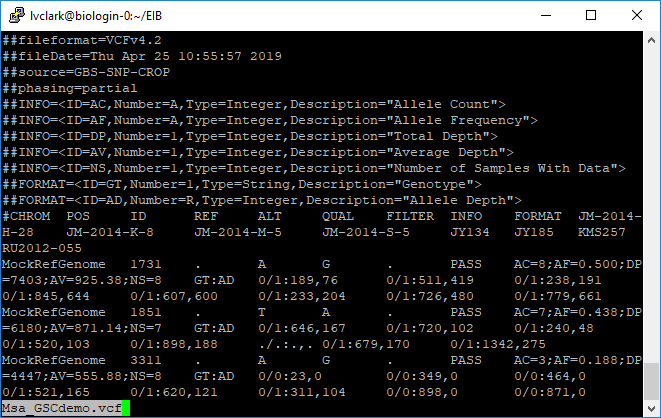 lvclark@biologin-0:~/EIB
##fileformat=VCFv4.2
##fileDate=Thu Apr 25 10:55:57 2019
##source=GBS-SNP-CROP
##phasing=partial
##INFO=<ID=AC,Number=A,Type=Integer,Description="Allele Count">
##INFO=<ID=AF,Number=A,Type=Integer,Description="Allele Frequency">
##INFO=<ID=DP,Number=1,Type=Integer,Description="Total Depth">
##INFO=<ID=AV,Number=1,Type=Integer,Description="Average Depth">
##INFO=<ID=NS,Number=1,Type=Integer,Description="Number of Samples With Data">
##FORMAT=<ID=GT,Number=1,Type=String,Description="Genotype">
##FORMAT=<ID=AD,Number=R,Type=Integer,Description="Allele Depth">
#CHROM  POS     ID      REF     ALT     QUAL    FILTER  INFO    FORMAT  JM-2014-
H-28    JM-2014-K-8     JM-2014-M-5     JM-2014-S-5     JY134   JY185   KMS257
RU2012-055
MockRefGenome   1731    .       A       G       .       PASS    AC=8;AF=0.500;DP
=7403;AV=925.38;NS=8    GT:AD   0/1:189,76      0/1:511,419     0/1:238,191
0/1:845,644     0/1:607,600     0/1:233,204     0/1:726,480     0/1:779,661
MockRefGenome   1851    .       T       A       .       PASS    AC=7;AF=0.438;DP
=6180;AV=871.14;NS=7    GT:AD   0/1:646,167     0/1:720,102     0/1:240,48
0/1:520,103     0/1:898,188     ./.:.,. 0/1:679,170     0/1:1342,275
MockRefGenome   3311    .       A       G       .       PASS    AC=3;AF=0.188;DP
=4447;AV=555.88;NS=8    GT:AD   0/0:23,0        0/0:349,0       0/0:464,0
0/1:521,165     0/1:620,121     0/1:311,104     0/0:898,0       0/0:871,0
Msa_GSCdemo.vcf